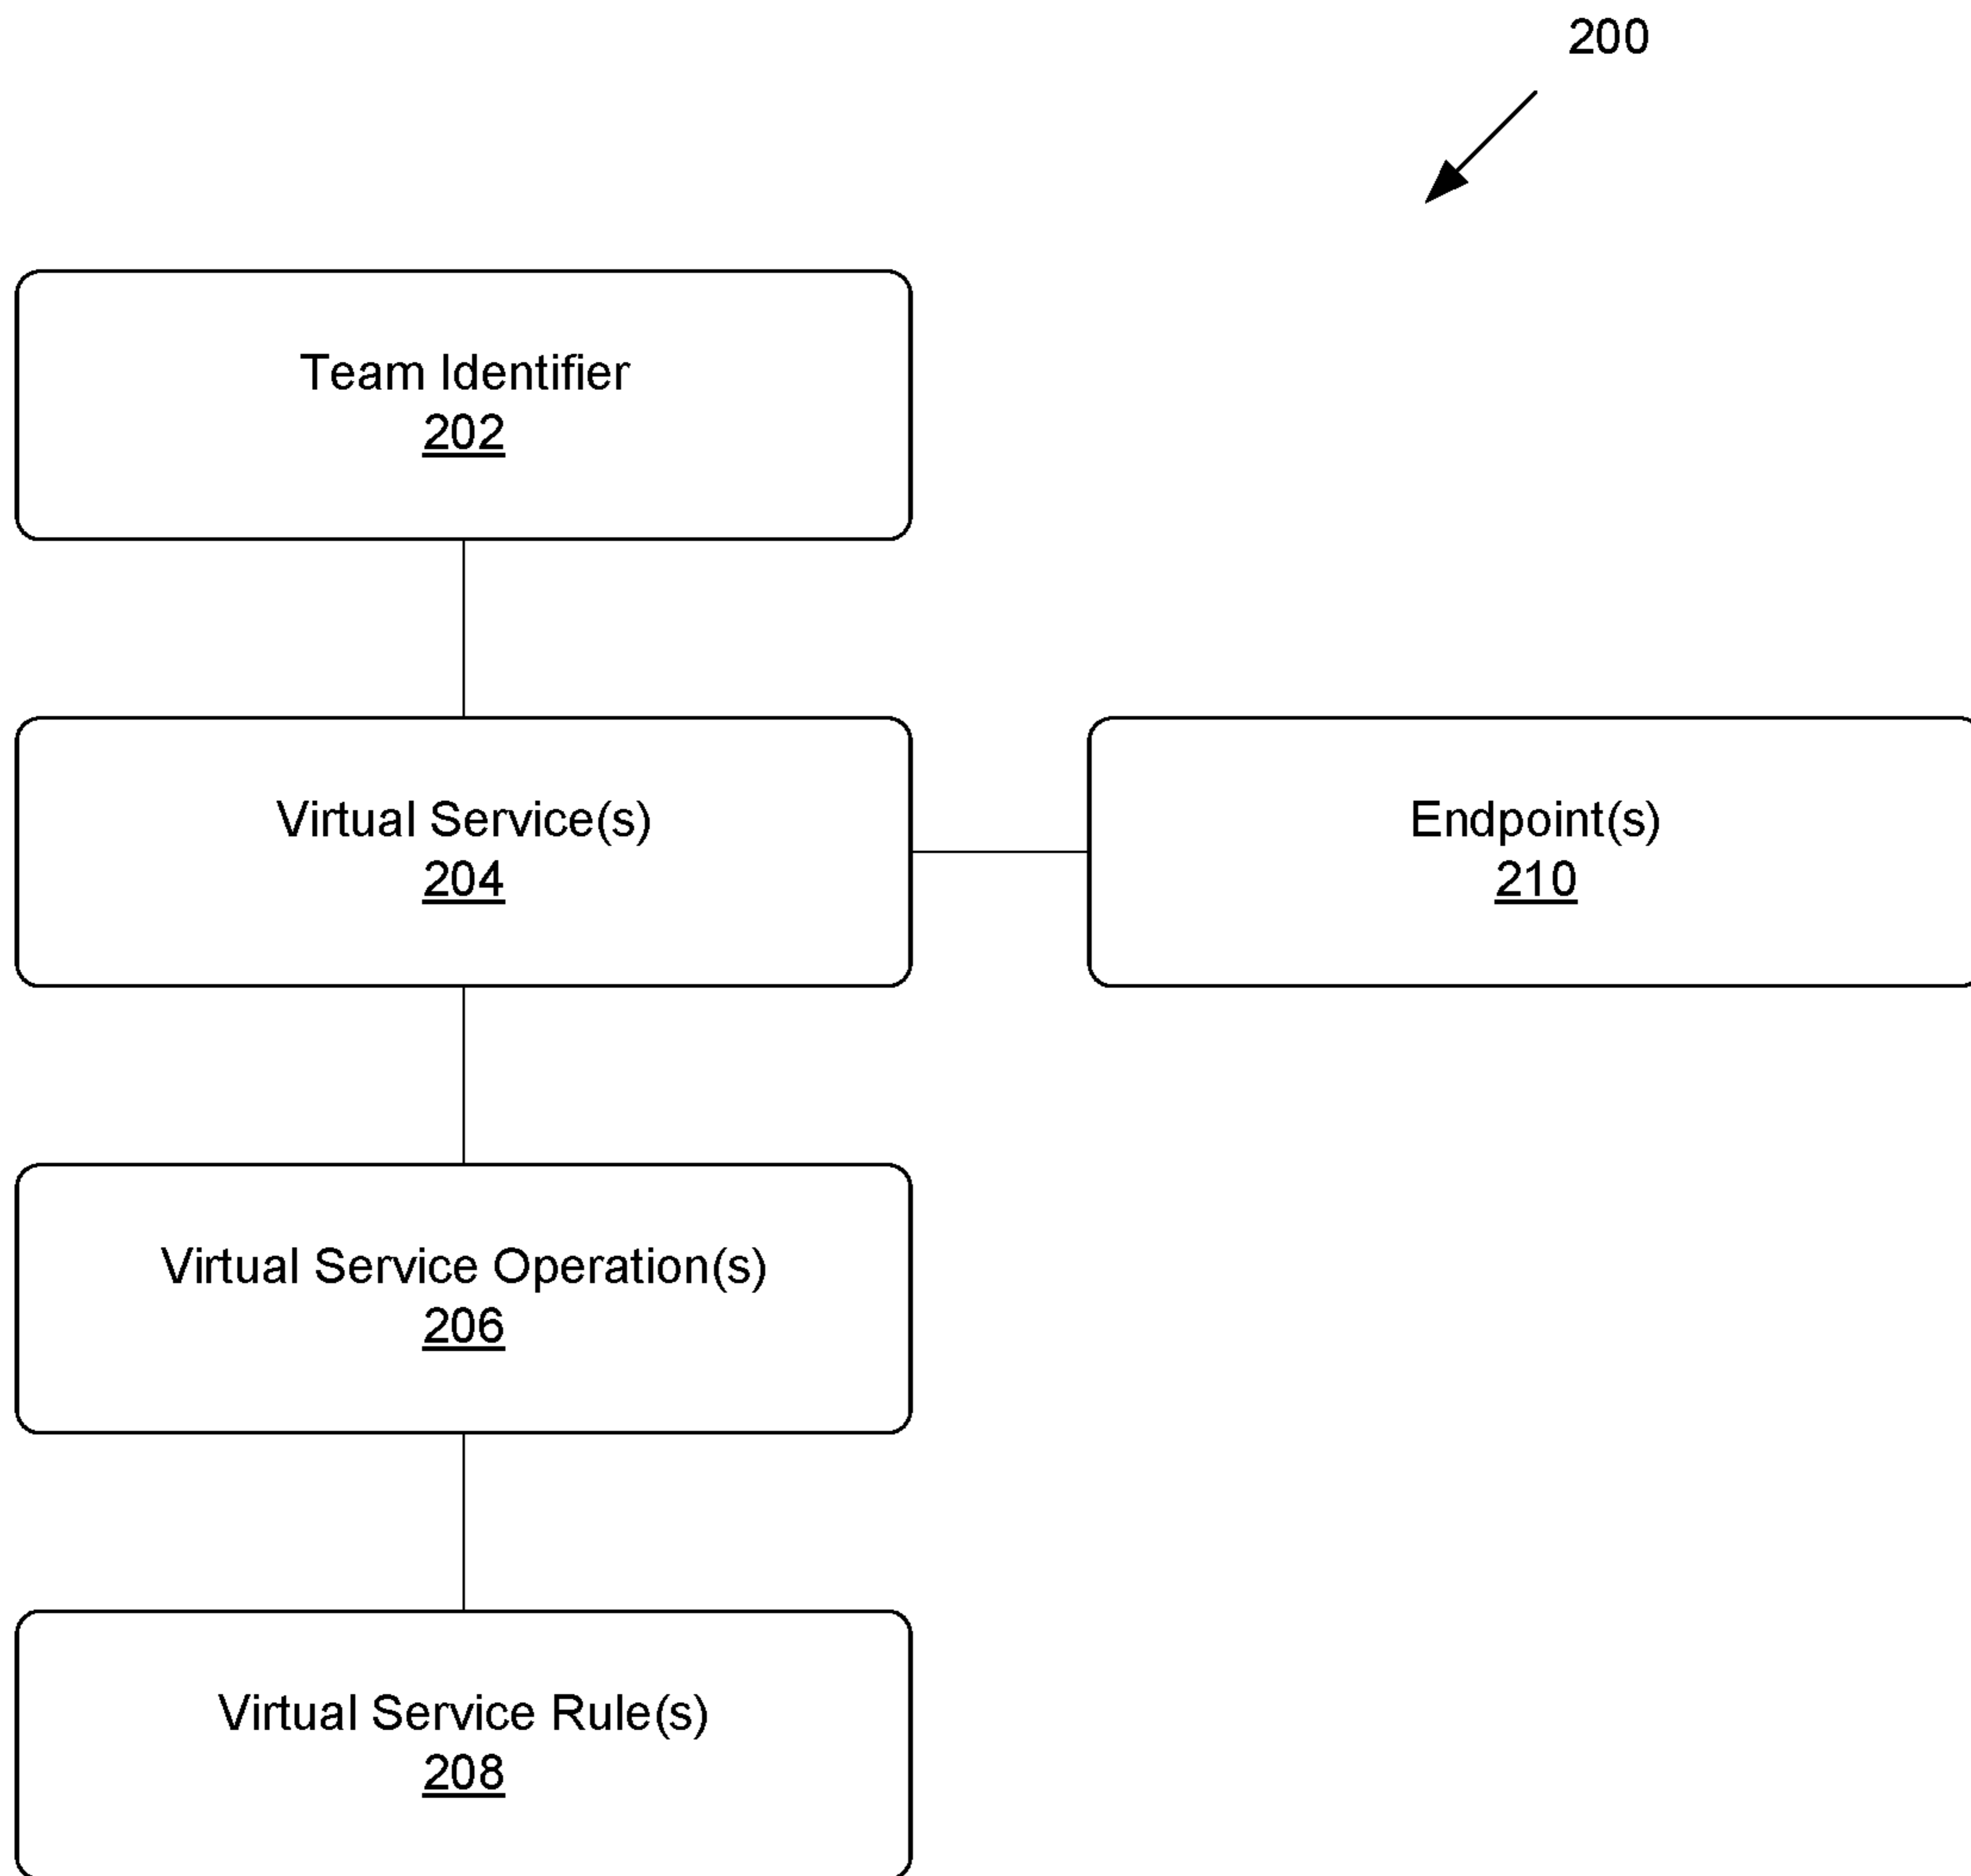 200
Team Identifier
202
Virtual Service(s)
204
Endpoint(s)
210
Virtual Service Operation(s)
206
Virtual Service Rule(s)
208